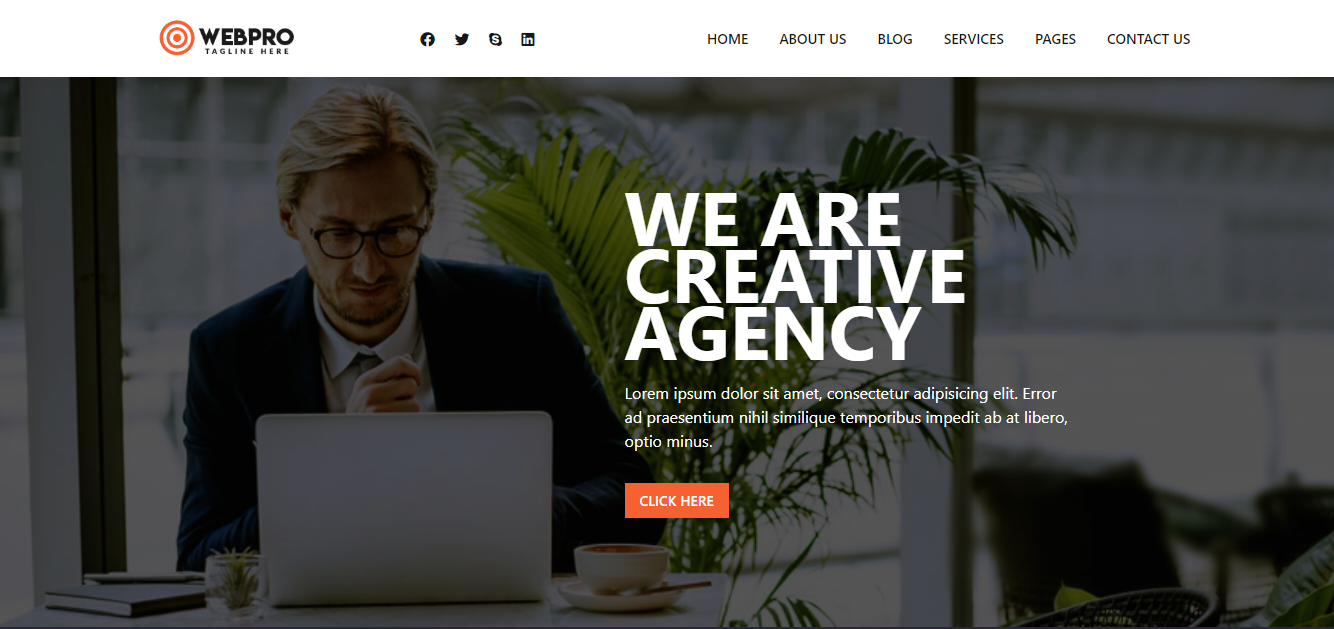 WEBPRO
TAGLINE HERE
HOME ABOUT US BLOG SERVICES PAGES CONTACT US
WE ARE
CREATIVE
AGENCY
Lorem ipsum dolor sit amet, consectetur adipisicing elit. Error
ad praesentium nihil similique temporibus impedit ab at libero,
optio minus.
CLICK HERE